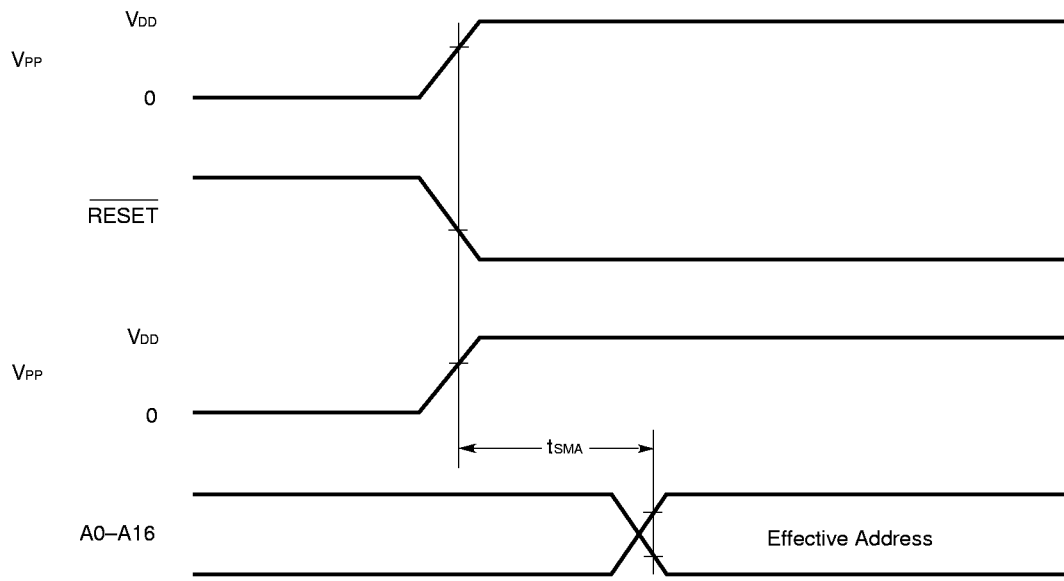 VDD
VPP
0
RESET
VDD
VPP
0
tSMA
A0–A16
Effective Address